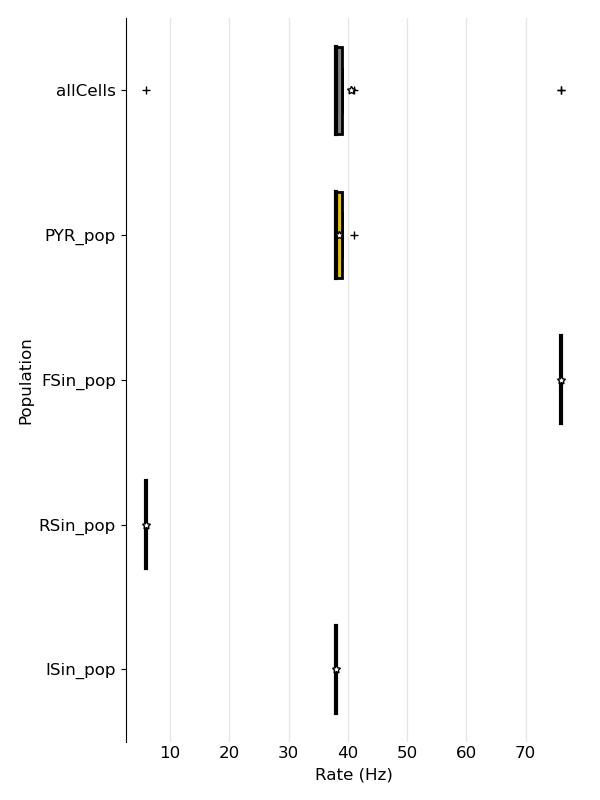 allCells
PYR_pop
FSin_pop
RSin_pop
ISin_pop
Population
10 20 30 40 50 60 70
Rate (Hz)